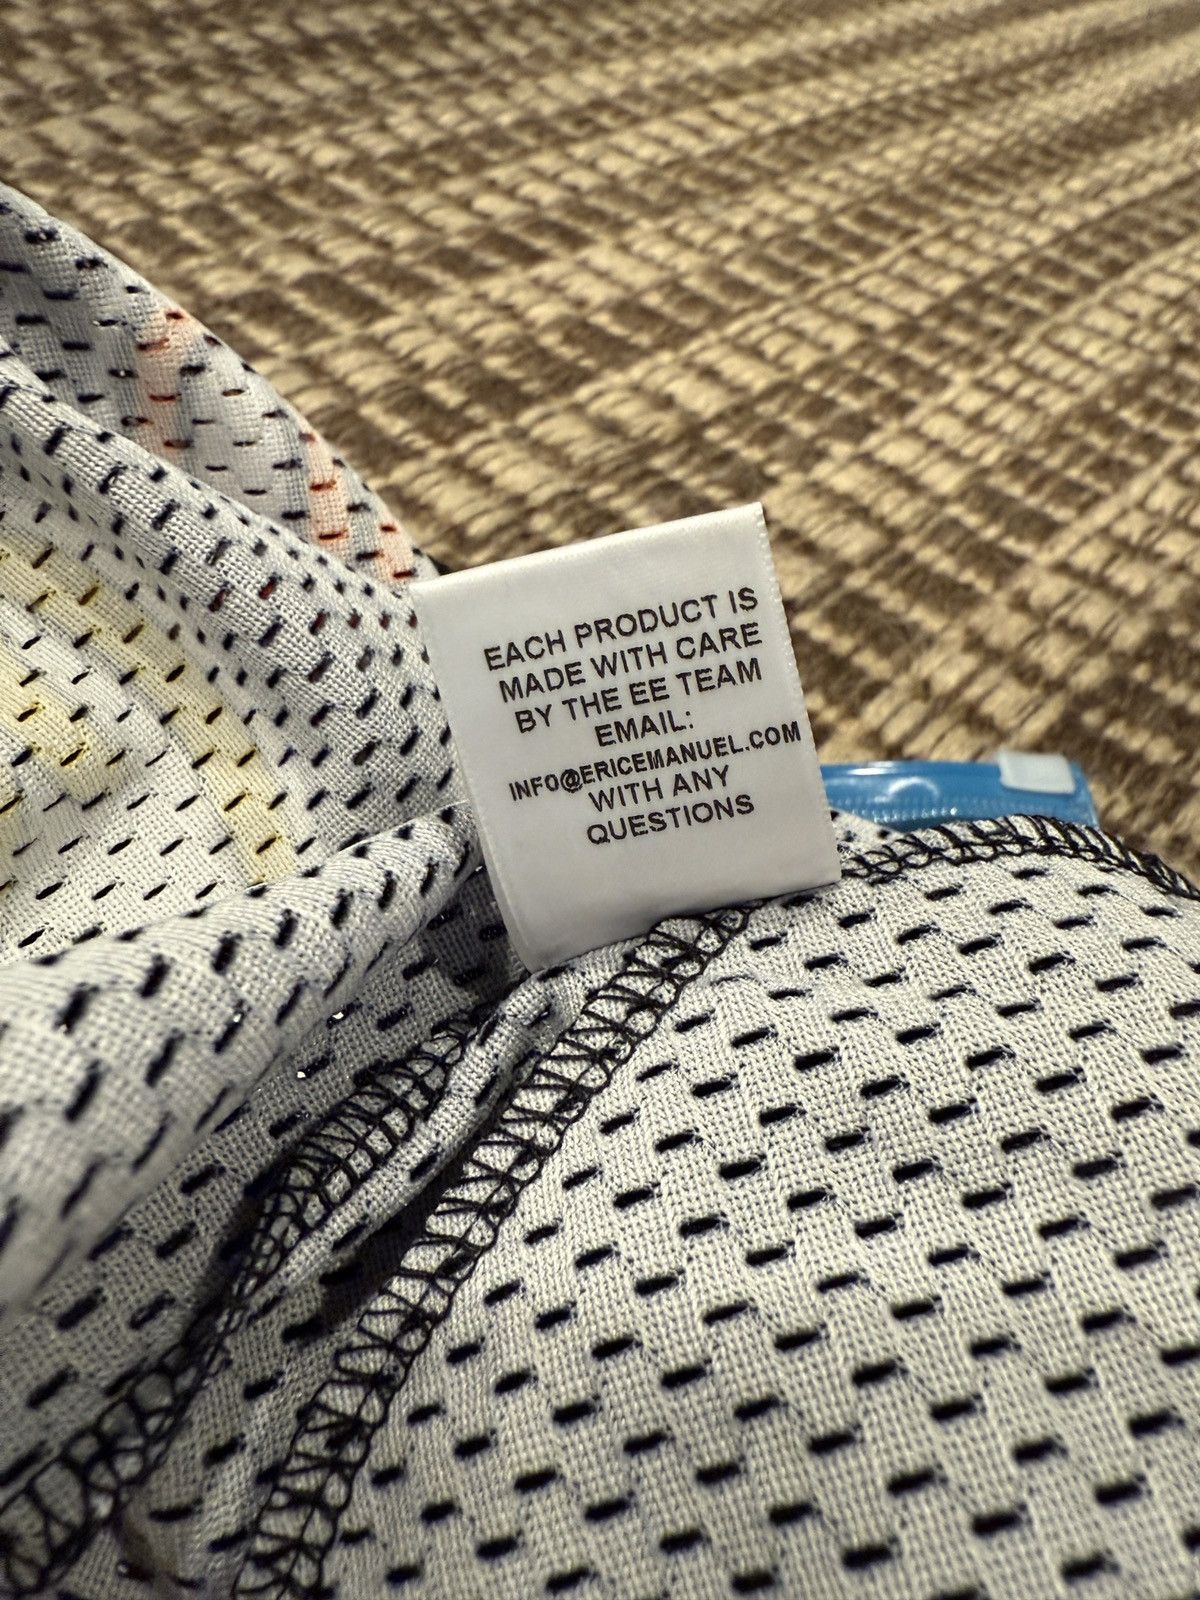 EACH PRODUCT IS
MADE WITH CARE
BY THE EE TEAM
EMAIL:
INFO@ERICEMANUEL.COM
WITH ANY
QUESTIONS